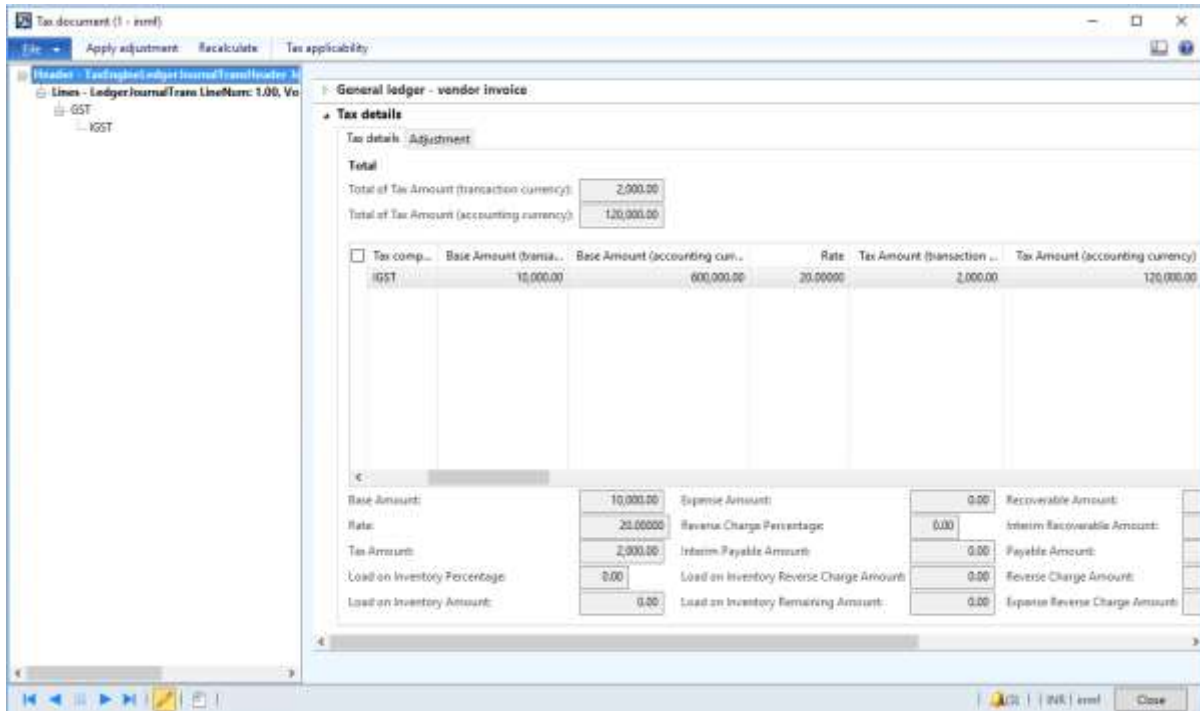 Tax document (1 - inmf)
File Apply adjustment Recalculate Tax applicability
Header - TaxEngineLedgerJournalTransHeader
Lines - LedgerJournalTrans LineNum: 1.00, Vo
GST
IGST
General ledger - vendor invoice
Tax details
Tax details Adjustment
Total
Total of Tax Amount (transaction currency): 2,000.00
Total of Tax Amount (accounting currency): 120,000.00
Tax comp... Base Amount (transa... Base Amount (accounting curr... Rate Tax Amount (transaction ... Tax Amount (accounting currency)
IGST 10,000.00 600,000.00 20.00000 2,000.00 120,000.00
Base Amount: 10,000.00 Expense Amount: 0.00 Recoverable Amount:
Rate: 20.00000 Reverse Charge Percentage: 0.00 Interim Recoverable Amount:
Tax Amount: 2,000.00 Interim Payable Amount: 0.00 Payable Amount:
Load on Inventory Percentage: 0.00 Load on Inventory Reverse Charge Amount: 0.00 Reverse Charge Amount:
Load on Inventory Amount: 0.00 Load on Inventory Remaining Amount: 0.00 Expense Reverse Charge Amount:
INR inmf Close